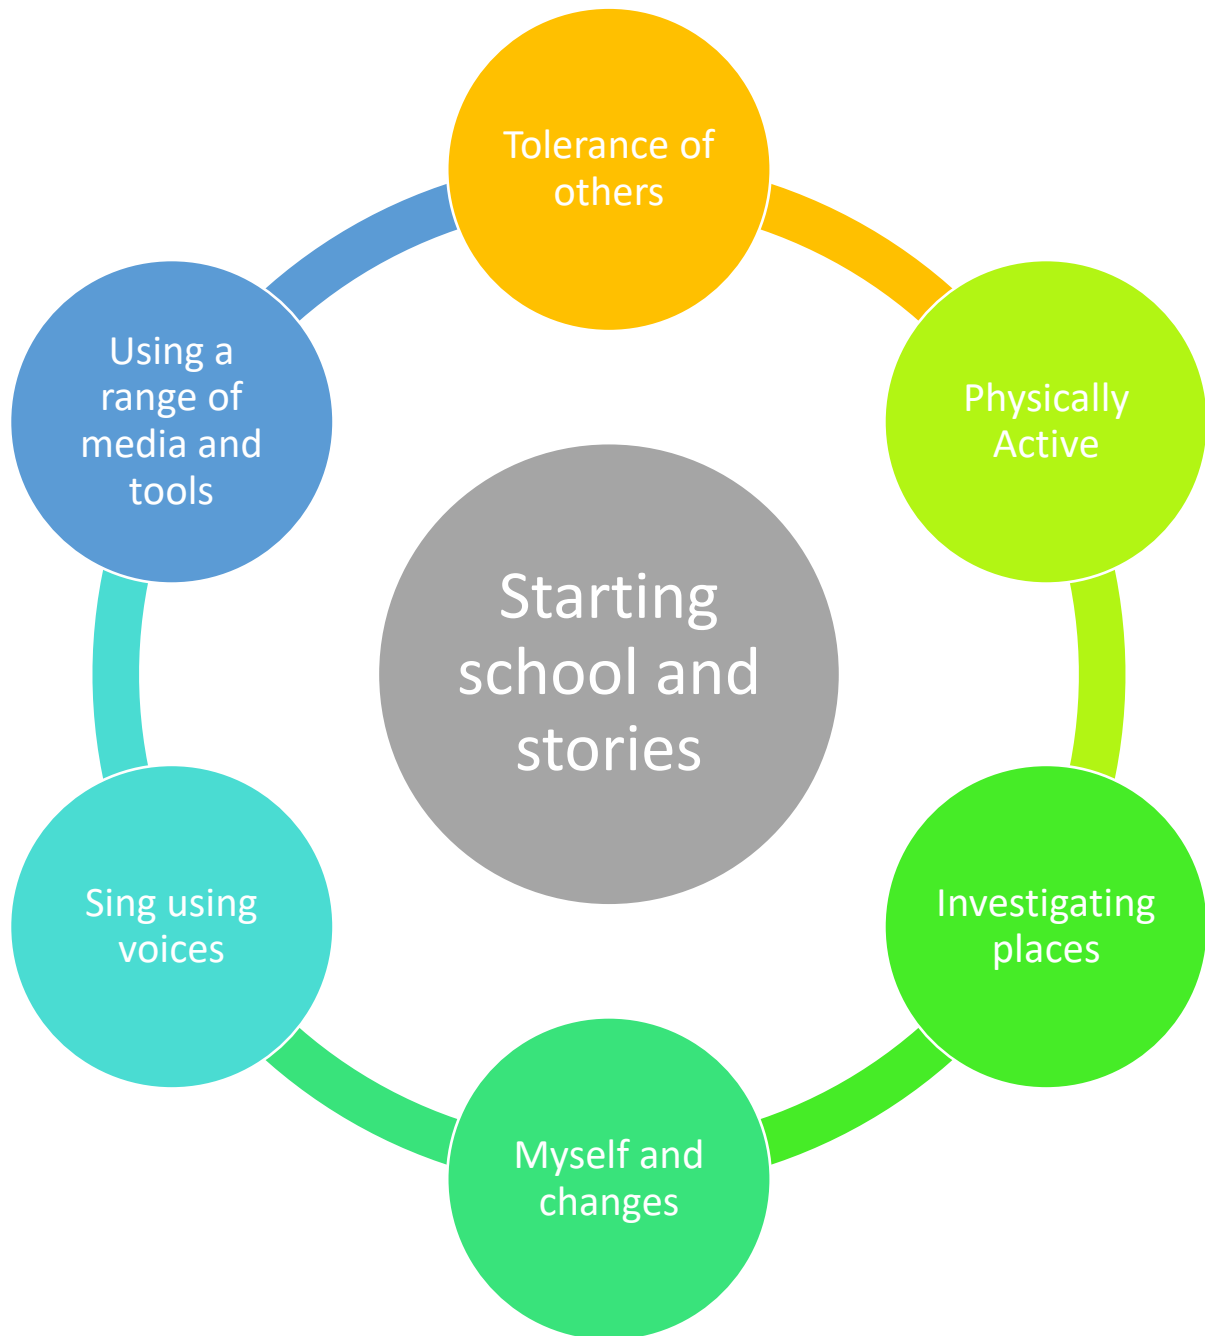 Tolerance of
others
Physically
Active
Investigating
places
Myself and
changes
Sing using
voices
Using a
range of
media and
tools
Starting
school and
stories